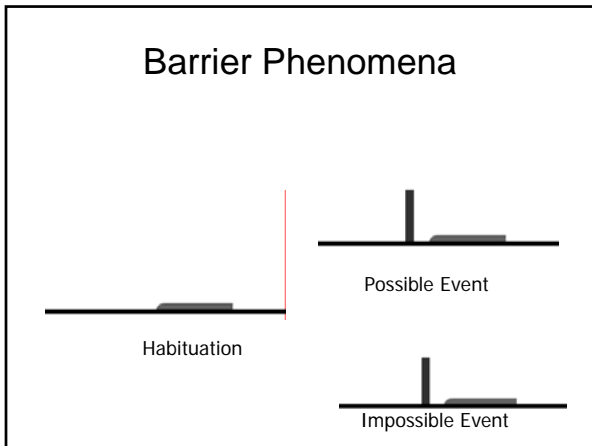 Barrier Phenomena
Possible Event
Habituation
Impossible Event